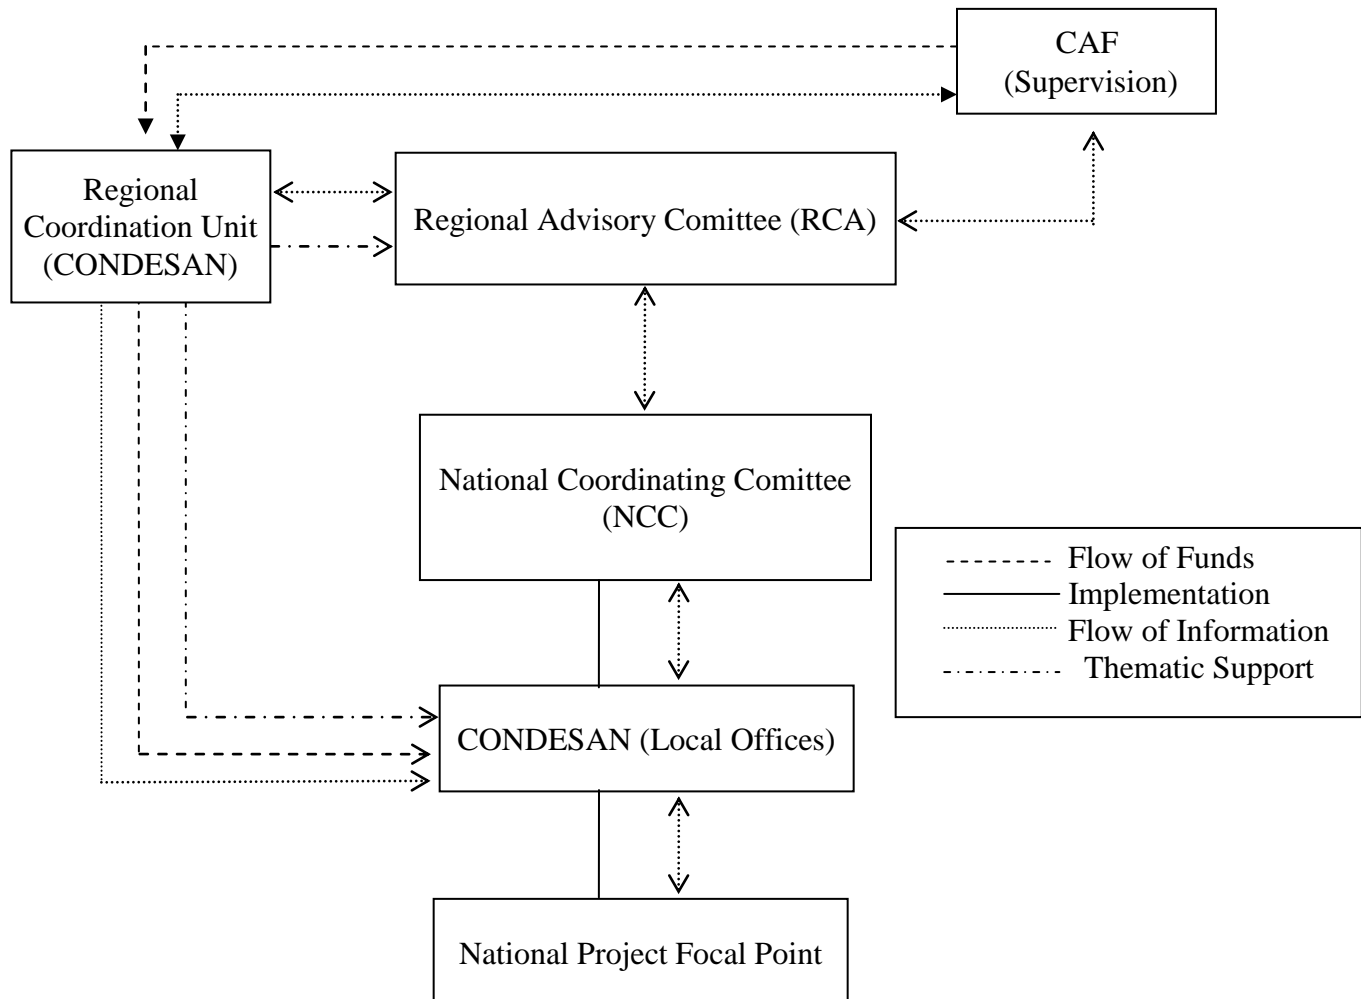 CAF
(Supervision)
Regional
Coordination Unit
(CONDESAN)
Regional Advisory Comittee (RCA)
National Coordinating Comittee
(NCC)
Flow of Funds
Implementation
Flow of Information
Thematic Support
CONDESAN (Local Offices)
National Project Focal Point